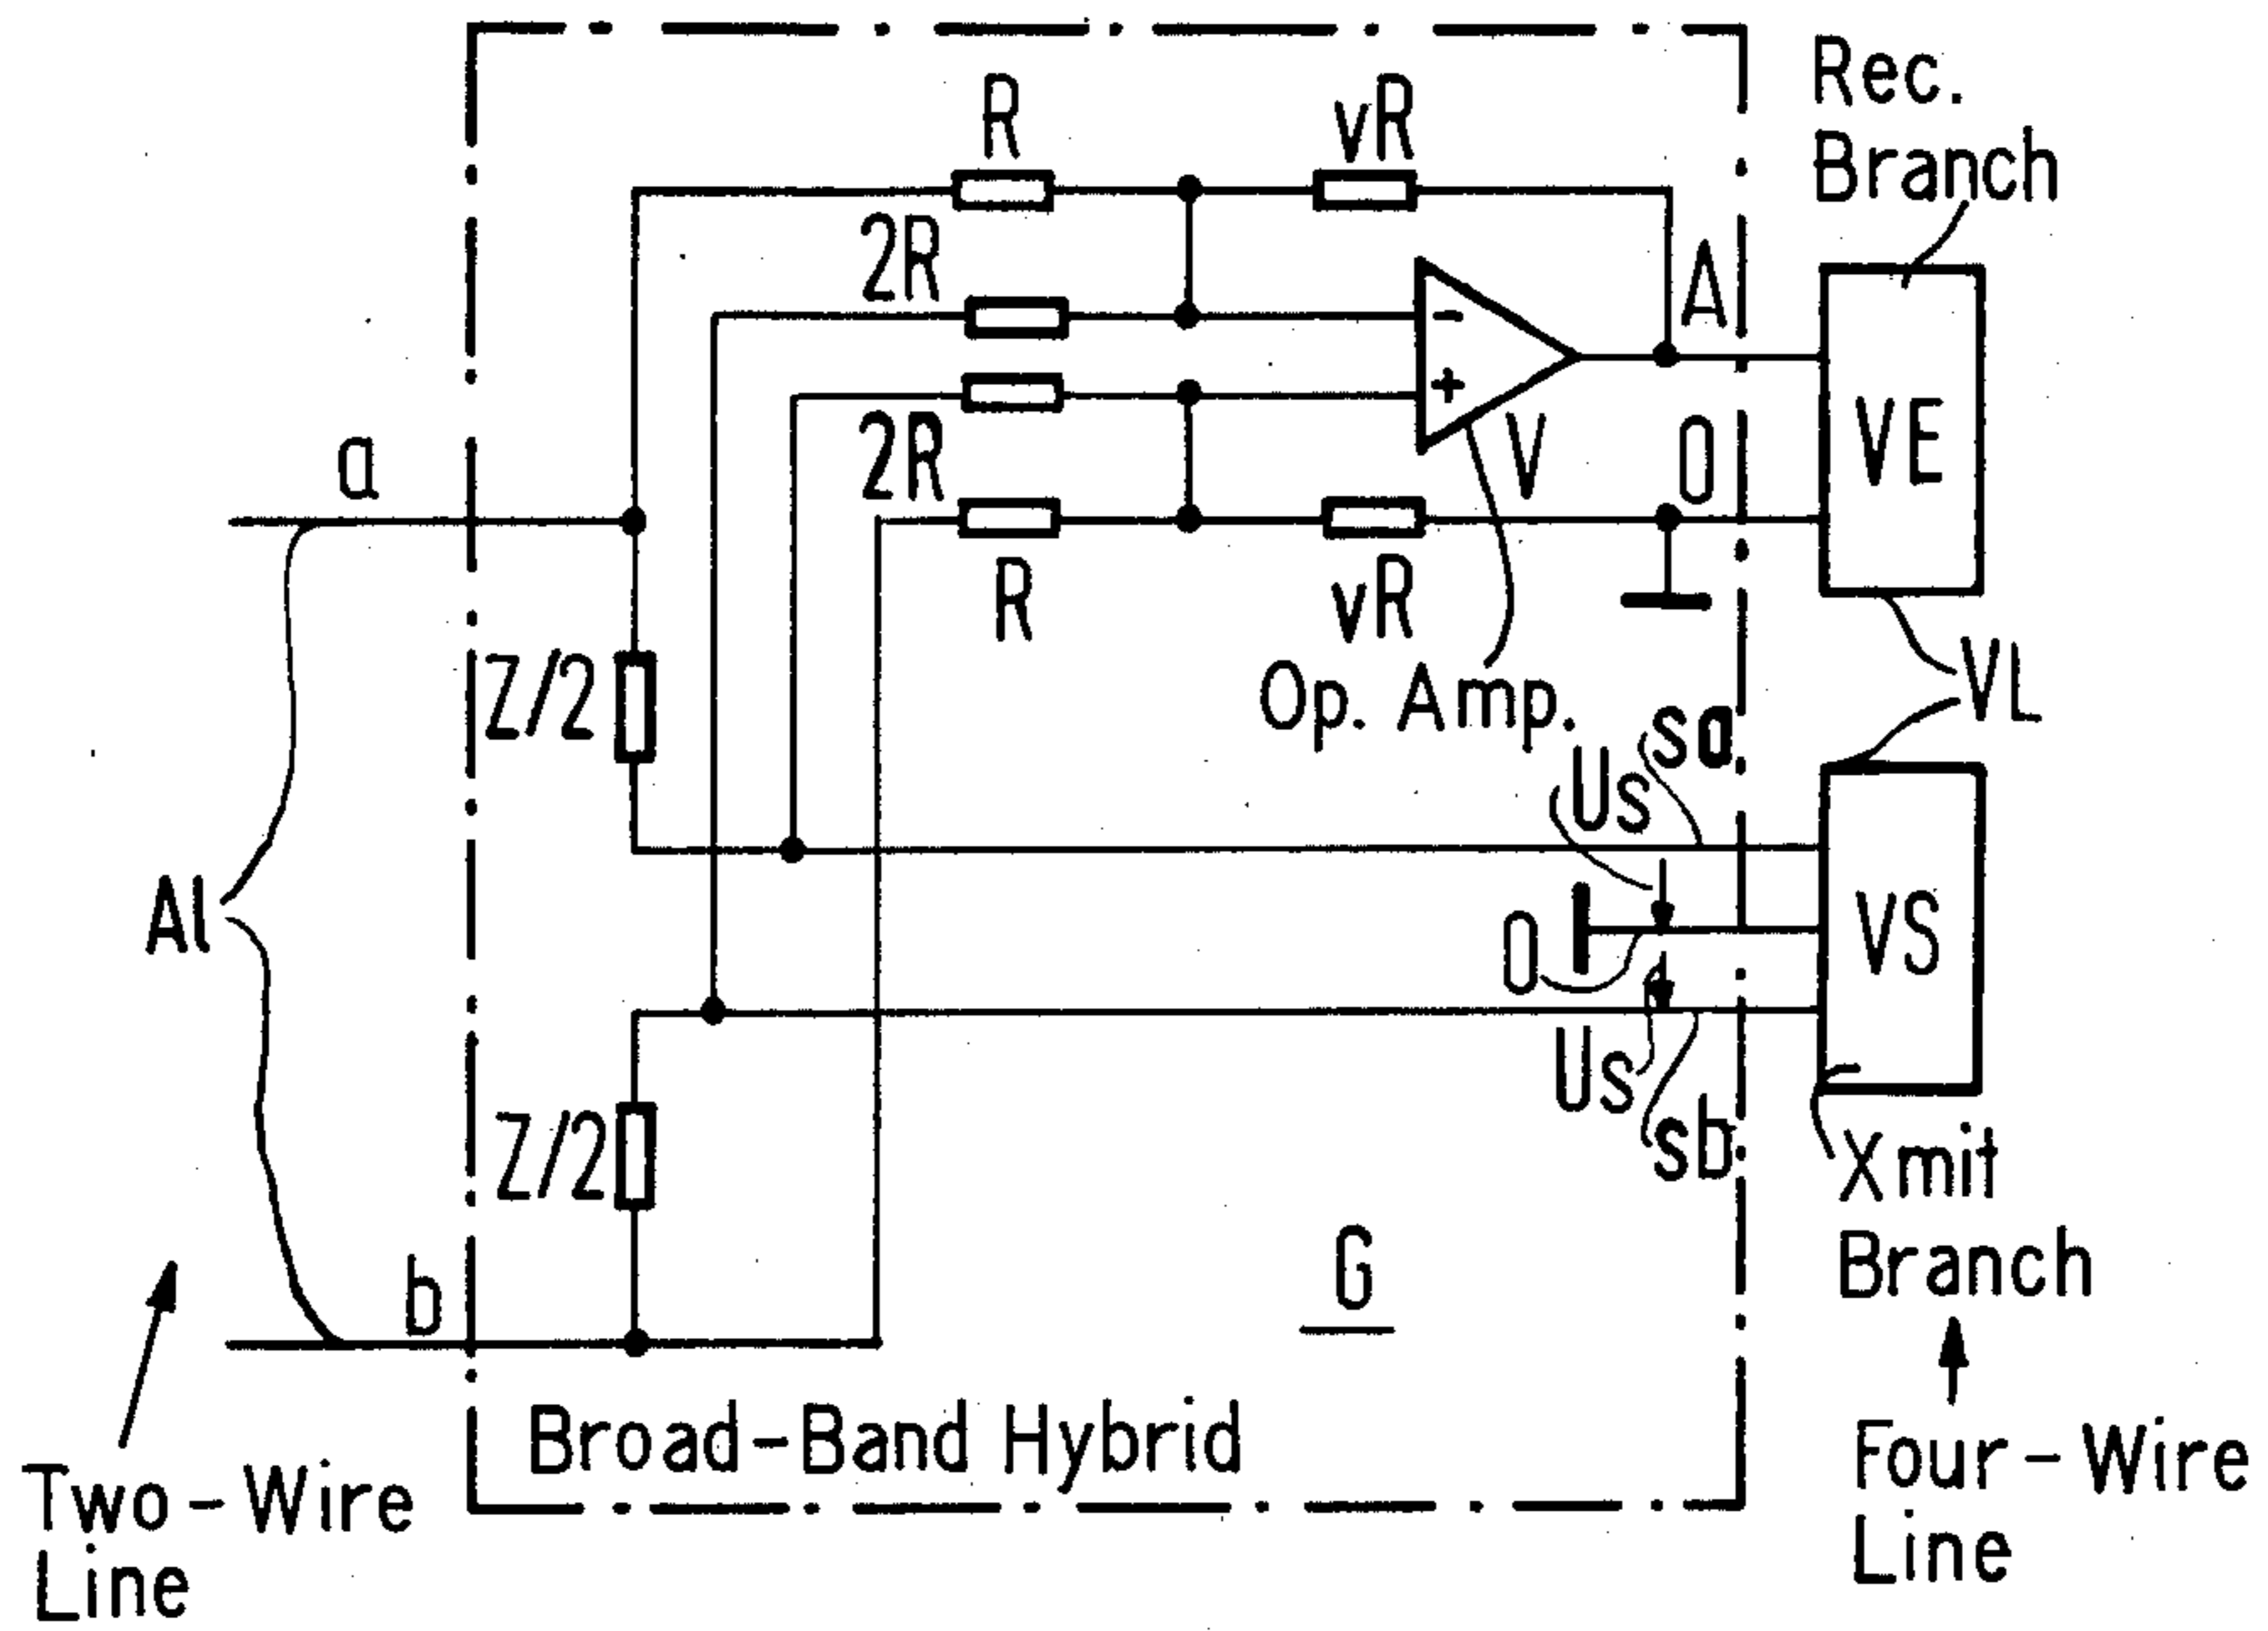 Rec.
Branch
R
vR
2R
A
a
2R
V
0
VE
R
vR
Op. Amp.
VL
Z/2
sa
Us
Al
0
VS
Us
sb
Z/2
Xmit
Branch
b
G
Broad-Band Hybrid
Two-Wire
Line
Four-Wire
Line
-
+